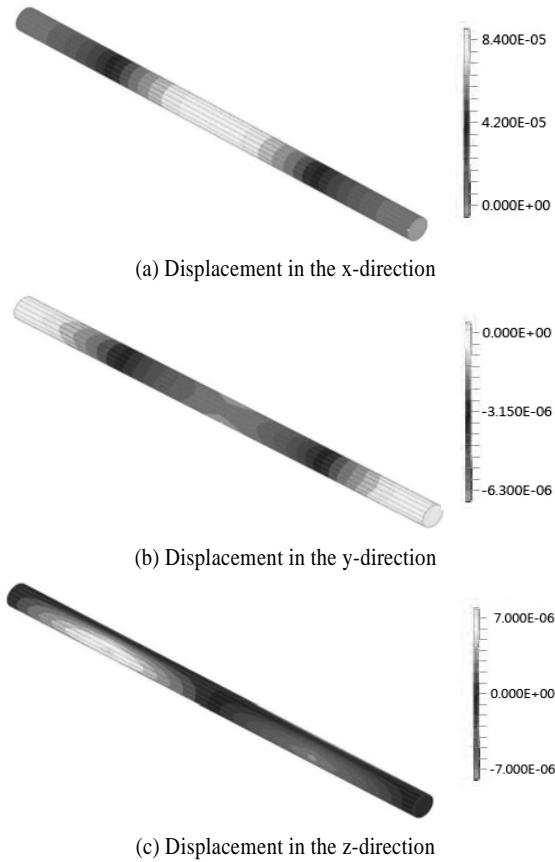 8.400E-05
4.200E-05
0.000E+00
(a) Displacement in the x-direction
0.000E+00
-3.150E-06
-6.300E-06
(b) Displacement in the y-direction
7.000E-06
0.000E+00
-7.000E-06
(c) Displacement in the z-direction